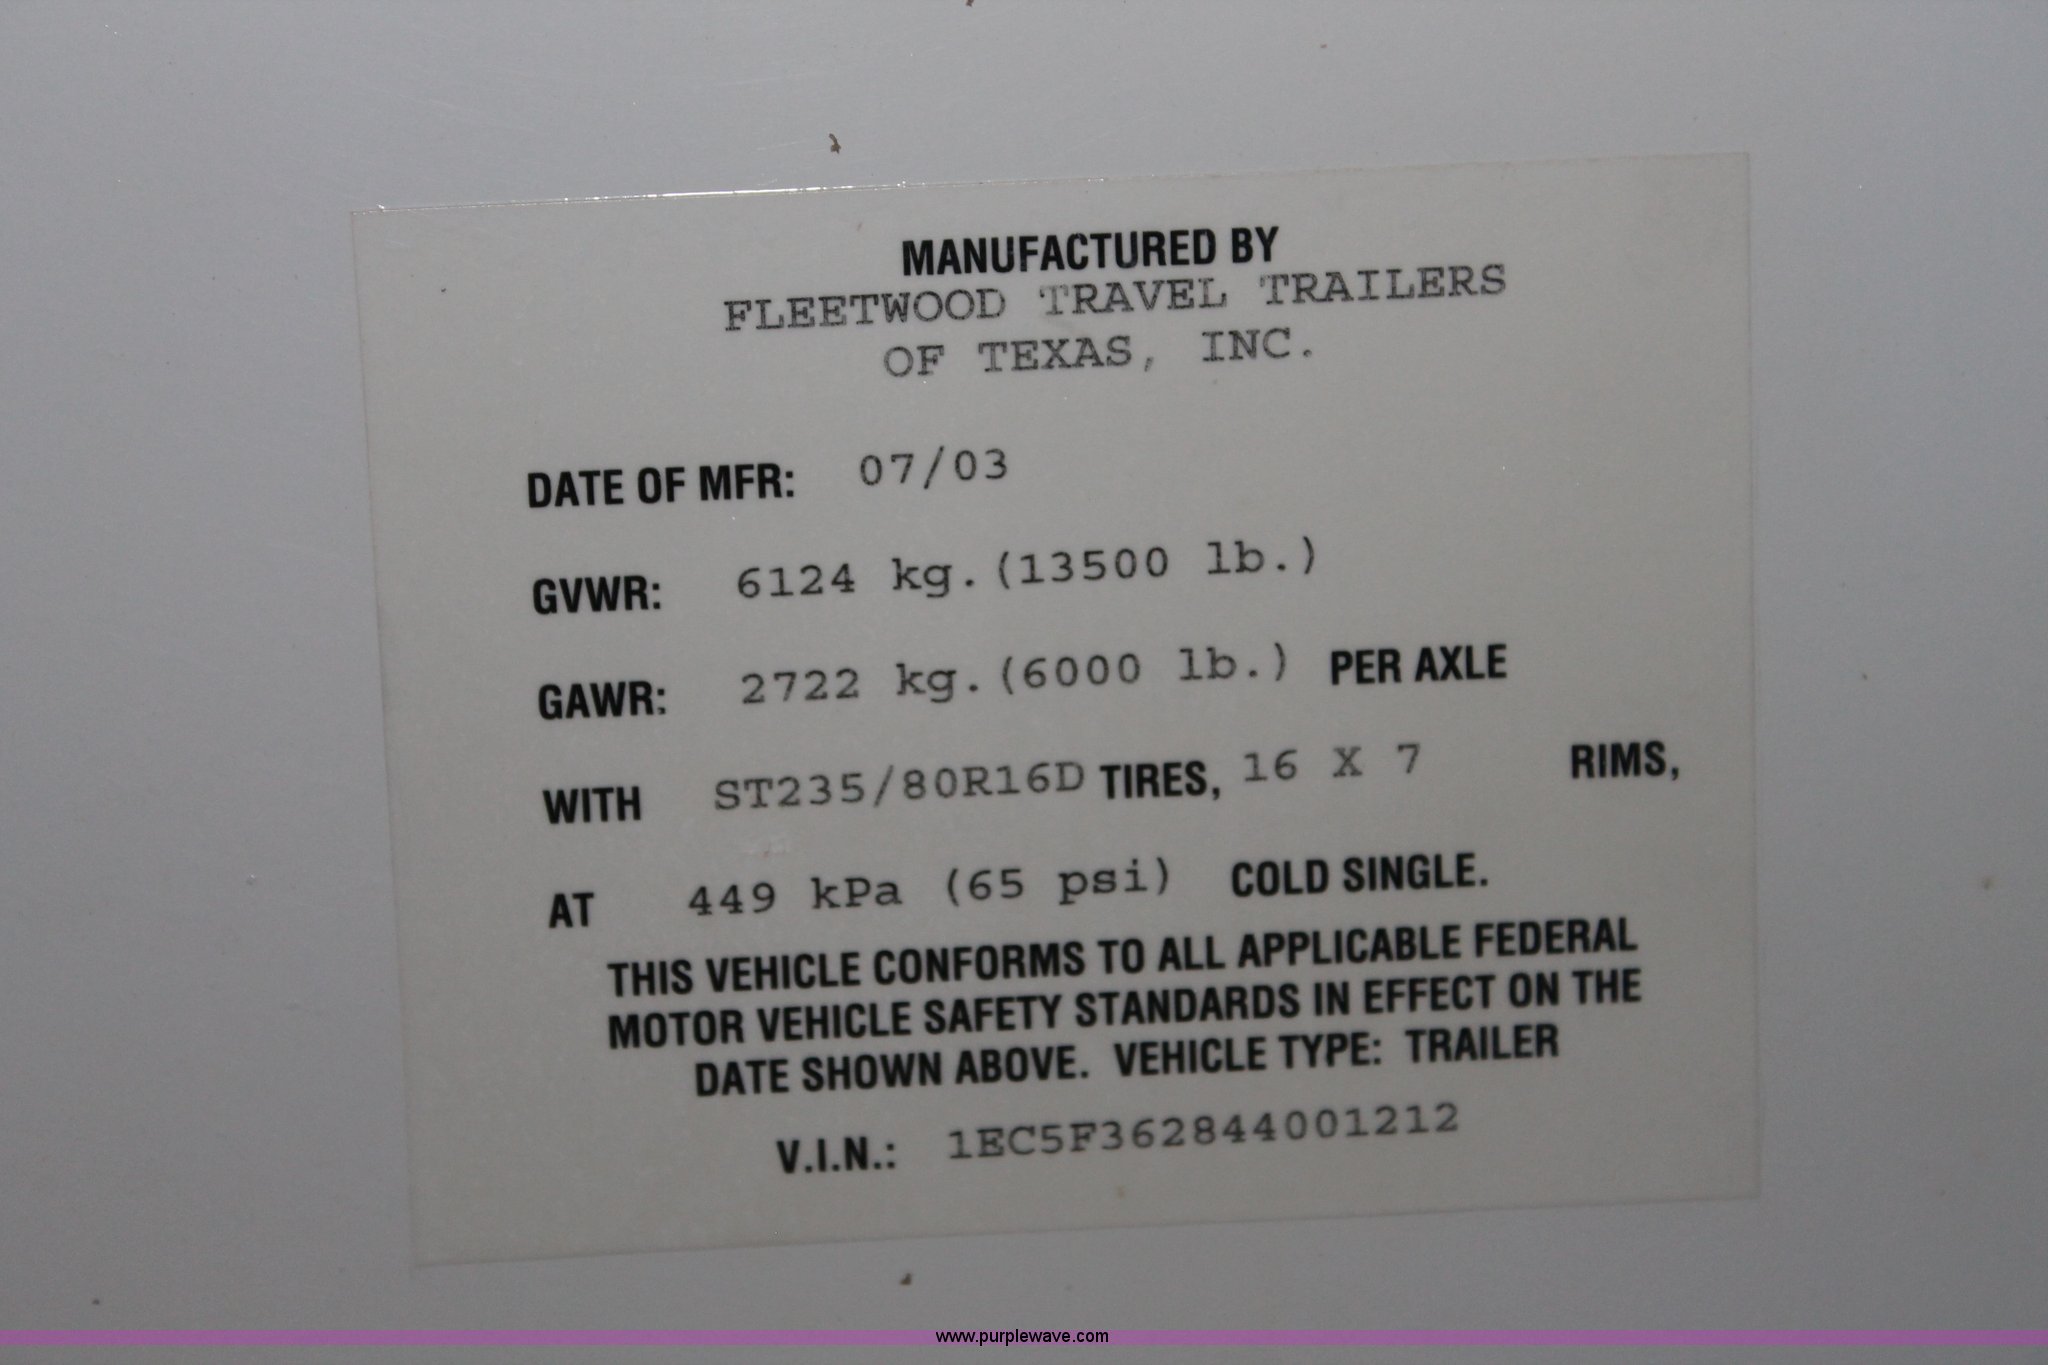 MANUFACTURED BY
FLEETWOOD TRAVEL TRAILERS
OF TEXAS, INC.
DATE OF MFR: 07/03
GVWR: 6124 kg.(13500 lb.)
GAWR: 2722 kg.(6000 lb.) PER AXLE
WITH ST235/80R16D TIRES, 16 X 7 RIMS,
AT 449 kPa (65 psi) COLD SINGLE.
THIS VEHICLE CONFORMS TO ALL APPLICABLE FEDERAL
MOTOR VEHICLE SAFETY STANDARDS IN EFFECT ON THE
DATE SHOWN ABOVE. VEHICLE TYPE: TRAILER
V.I.N.: 1EC5F362844001212
www.purplewave.com